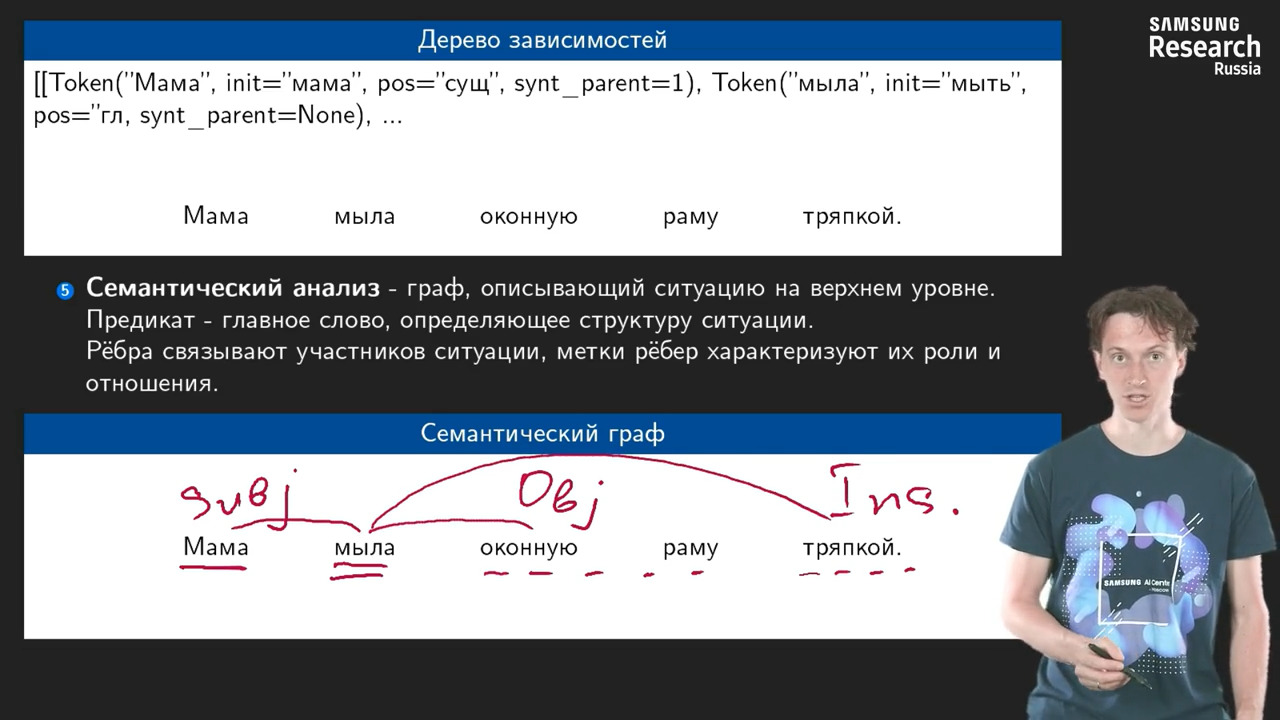 SAMSUNG
Research
Russia
Дерево зависимостей
[[Token("Мама", init="мама", pos="сущ", synt_parent=1), Token("мыла", init="мыть",
pos="гл, synt_parent=None), ...
Мама мыла оконную раму тряпкой.
5 Семантический анализ - граф, описывающий ситуацию на верхнем уровне.
Предикат - главное слово, определяющее структуру ситуации.
Рёбра связывают участников ситуации, метки рёбер характеризуют их роли и
отношения.
Семантический граф
subj Obj Ins.
Мама мыла оконную раму тряпкой.
SAMSUNG AI Center
- MOSCOW